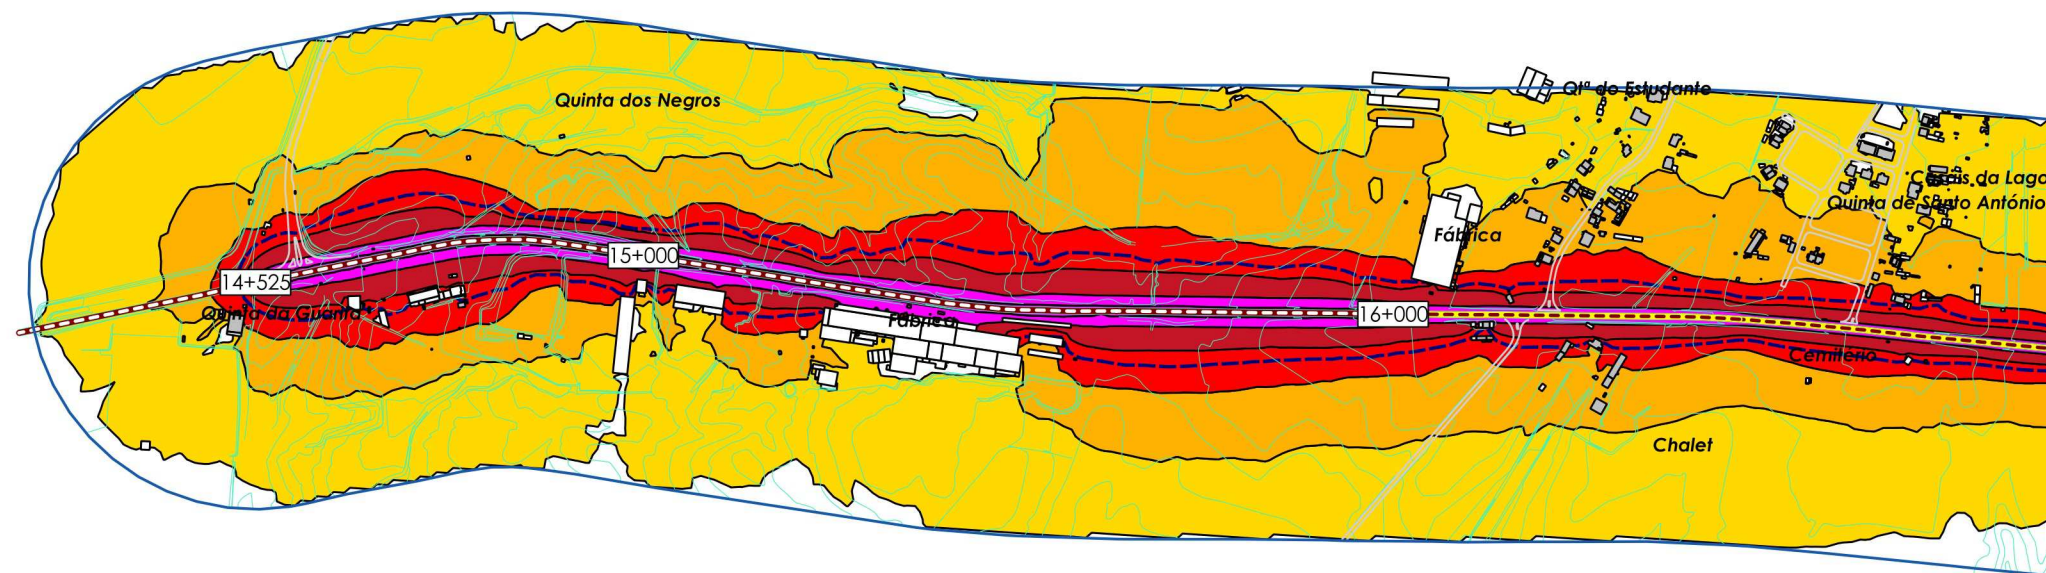 Quinta dos Negros
Qtª do Estudante
Casais da Lago
Quinta de Santo António
Fábrica
15+000
14+525
Quinta da Guarita
Fábrica
16+000
Cemitério
Chalet